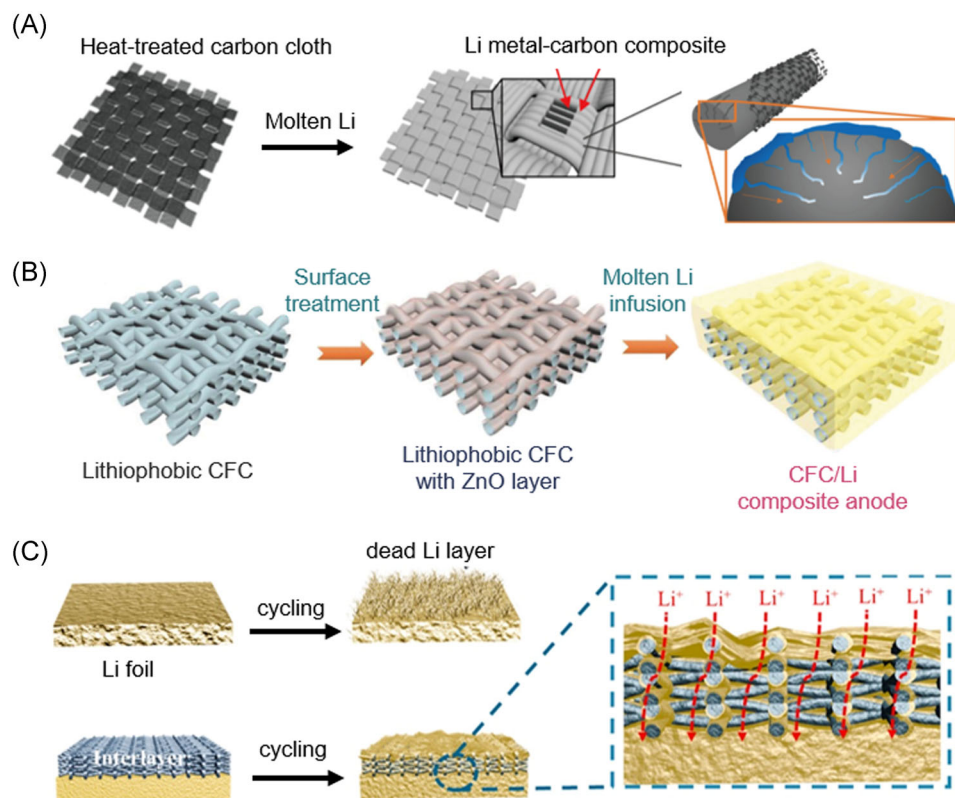 (A)
Heat-treated carbon cloth
Molten Li
Li metal-carbon composite
(B)
Surface
treatment
Molten Li
infusion
Lithiophobic CFC
Lithiophobic CFC
with ZnO layer
CFC/Li
composite anode
(C)
Li foil
cycling
dead Li layer
Interlayer
cycling
Li⁺ Li⁺ Li⁺ Li⁺ Li⁺ Li⁺